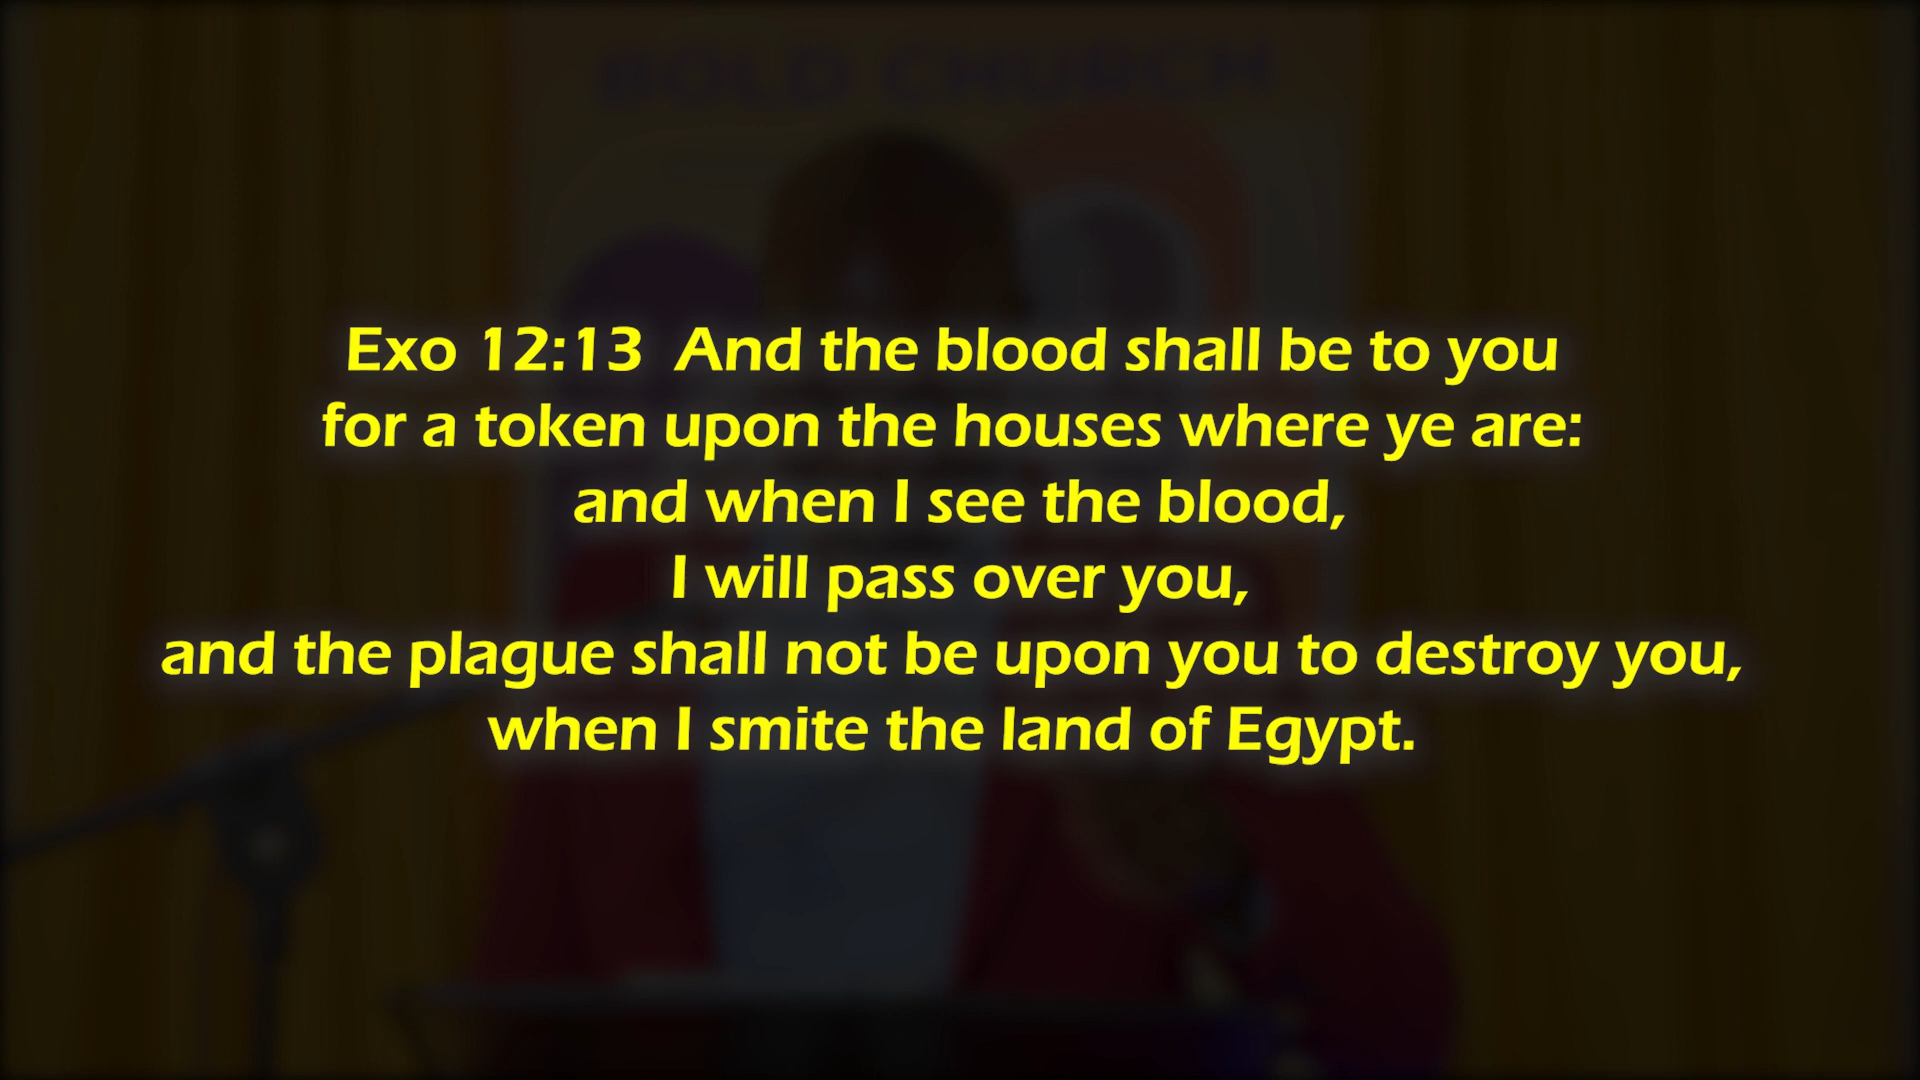 BOLD CHURCH
Exo 12:13 And the blood shall be to you
for a token upon the houses where ye are:
and when I see the blood,
I will pass over you,
and the plague shall not be upon you to destroy you,
when I smite the land of Egypt.